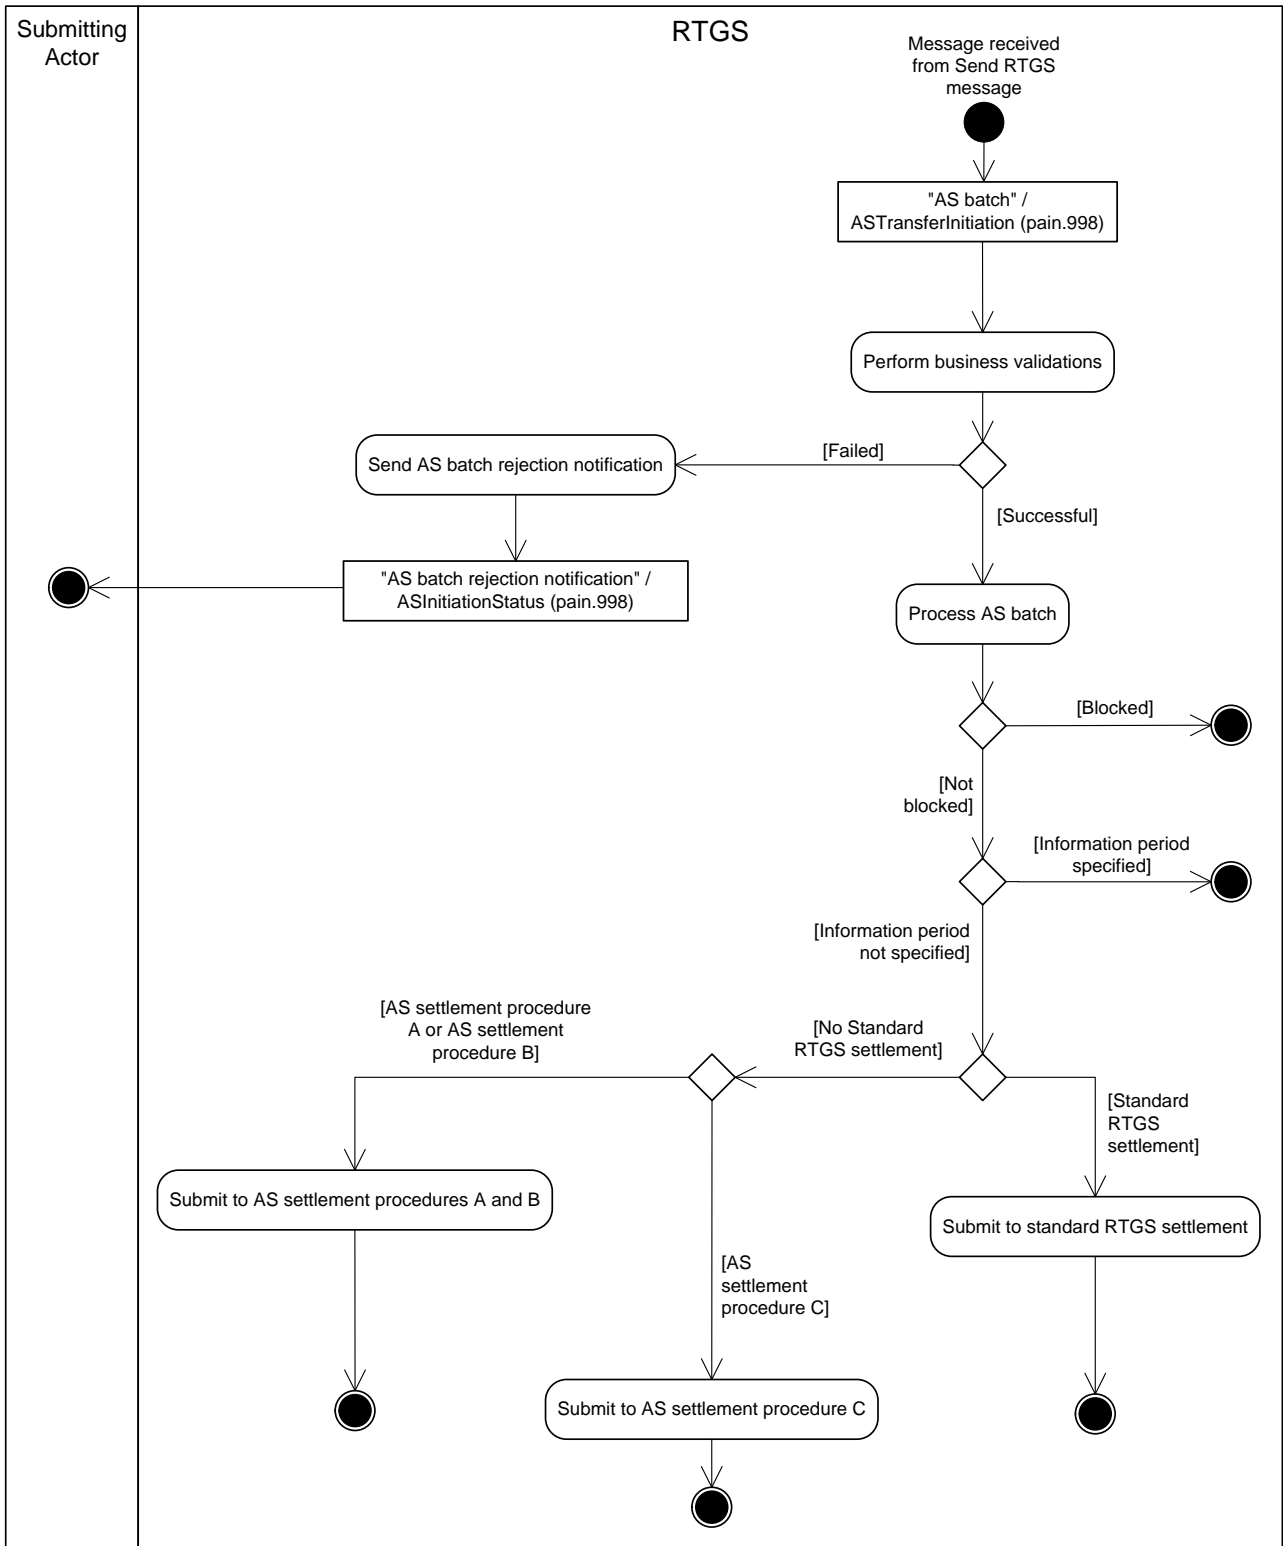 Submitting
Actor
RTGS
Message received
from Send RTGS
message
"AS batch" /
ASTransferInitiation (pain.998)
Perform business validations
[Failed]
Send AS batch rejection notification
[Successful]
"AS batch rejection notification" /
ASInitiationStatus (pain.998)
Process AS batch
[Blocked]
[Not
blocked]
[Information period
specified]
[Information period
not specified]
[AS settlement procedure
A or AS settlement
procedure B]
[No Standard
RTGS settlement]
[Standard
RTGS
settlement]
Submit to AS settlement procedures A and B
Submit to standard RTGS settlement
[AS
settlement
procedure C]
Submit to AS settlement procedure C